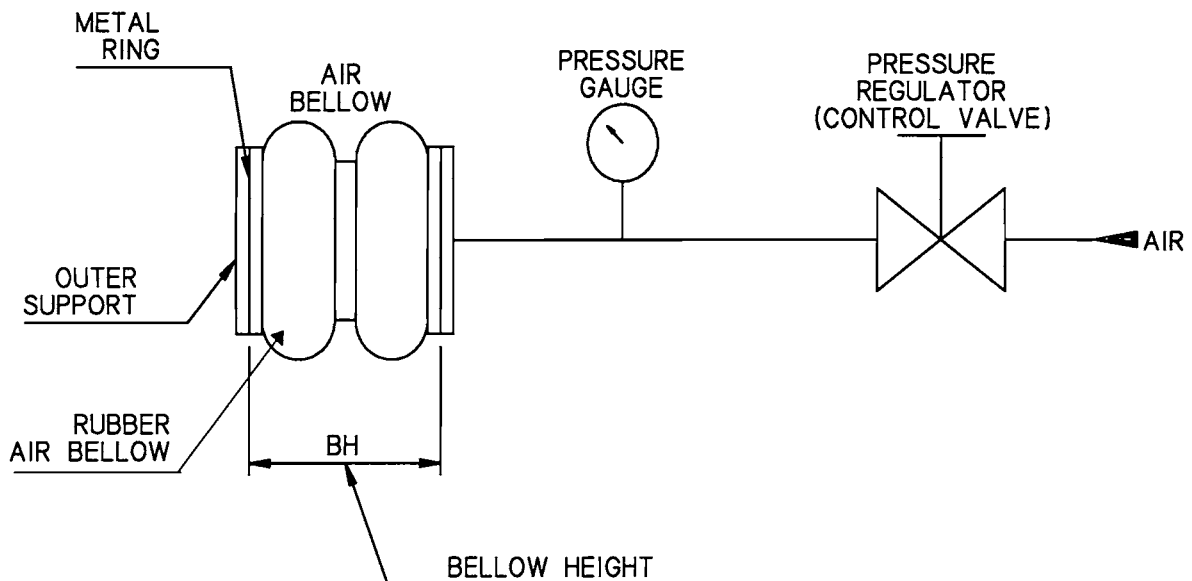 METAL
RING
AIR
BELLOW
PRESSURE
GAUGE
PRESSURE
REGULATOR
(CONTROL VALVE)
AIR
OUTER
SUPPORT
RUBBER
AIR BELLOW
BH
BELLOW HEIGHT